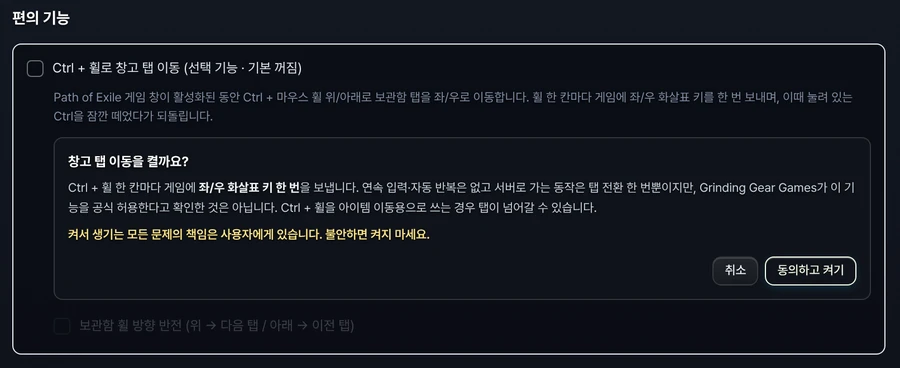 편의 기능
Ctrl + 휠로 창고 탭 이동 (선택 기능 · 기본 꺼짐)
Path of Exile 게임 창이 활성화된 동안 Ctrl + 마우스 휠 위/아래로 보관함 탭을 좌/우로 이동합니다. 휠 한 칸마다 게임에 좌/우 화살표 키를 한 번 보내며, 이때 눌려 있는
Ctrl을 잠깐 떼었다가 되돌립니다.
창고 탭 이동을 켤까요?
Ctrl + 휠 한 칸마다 게임에 좌/우 화살표 키 한 번을 보냅니다. 연속 입력·자동 반복은 없고 서버로 가는 동작은 탭 전환 한 번뿐이지만, Grinding Gear Games가 이 기
능을 공식 허용한다고 확인한 것은 아닙니다. Ctrl + 휠을 아이템 이동용으로 쓰는 경우 탭이 넘어갈 수 있습니다.
켜서 생기는 모든 문제의 책임은 사용자에게 있습니다. 불안하면 켜지 마세요.
취소
동의하고 켜기
보관함 휠 방향 반전 (위 → 다음 탭 / 아래 → 이전 탭)